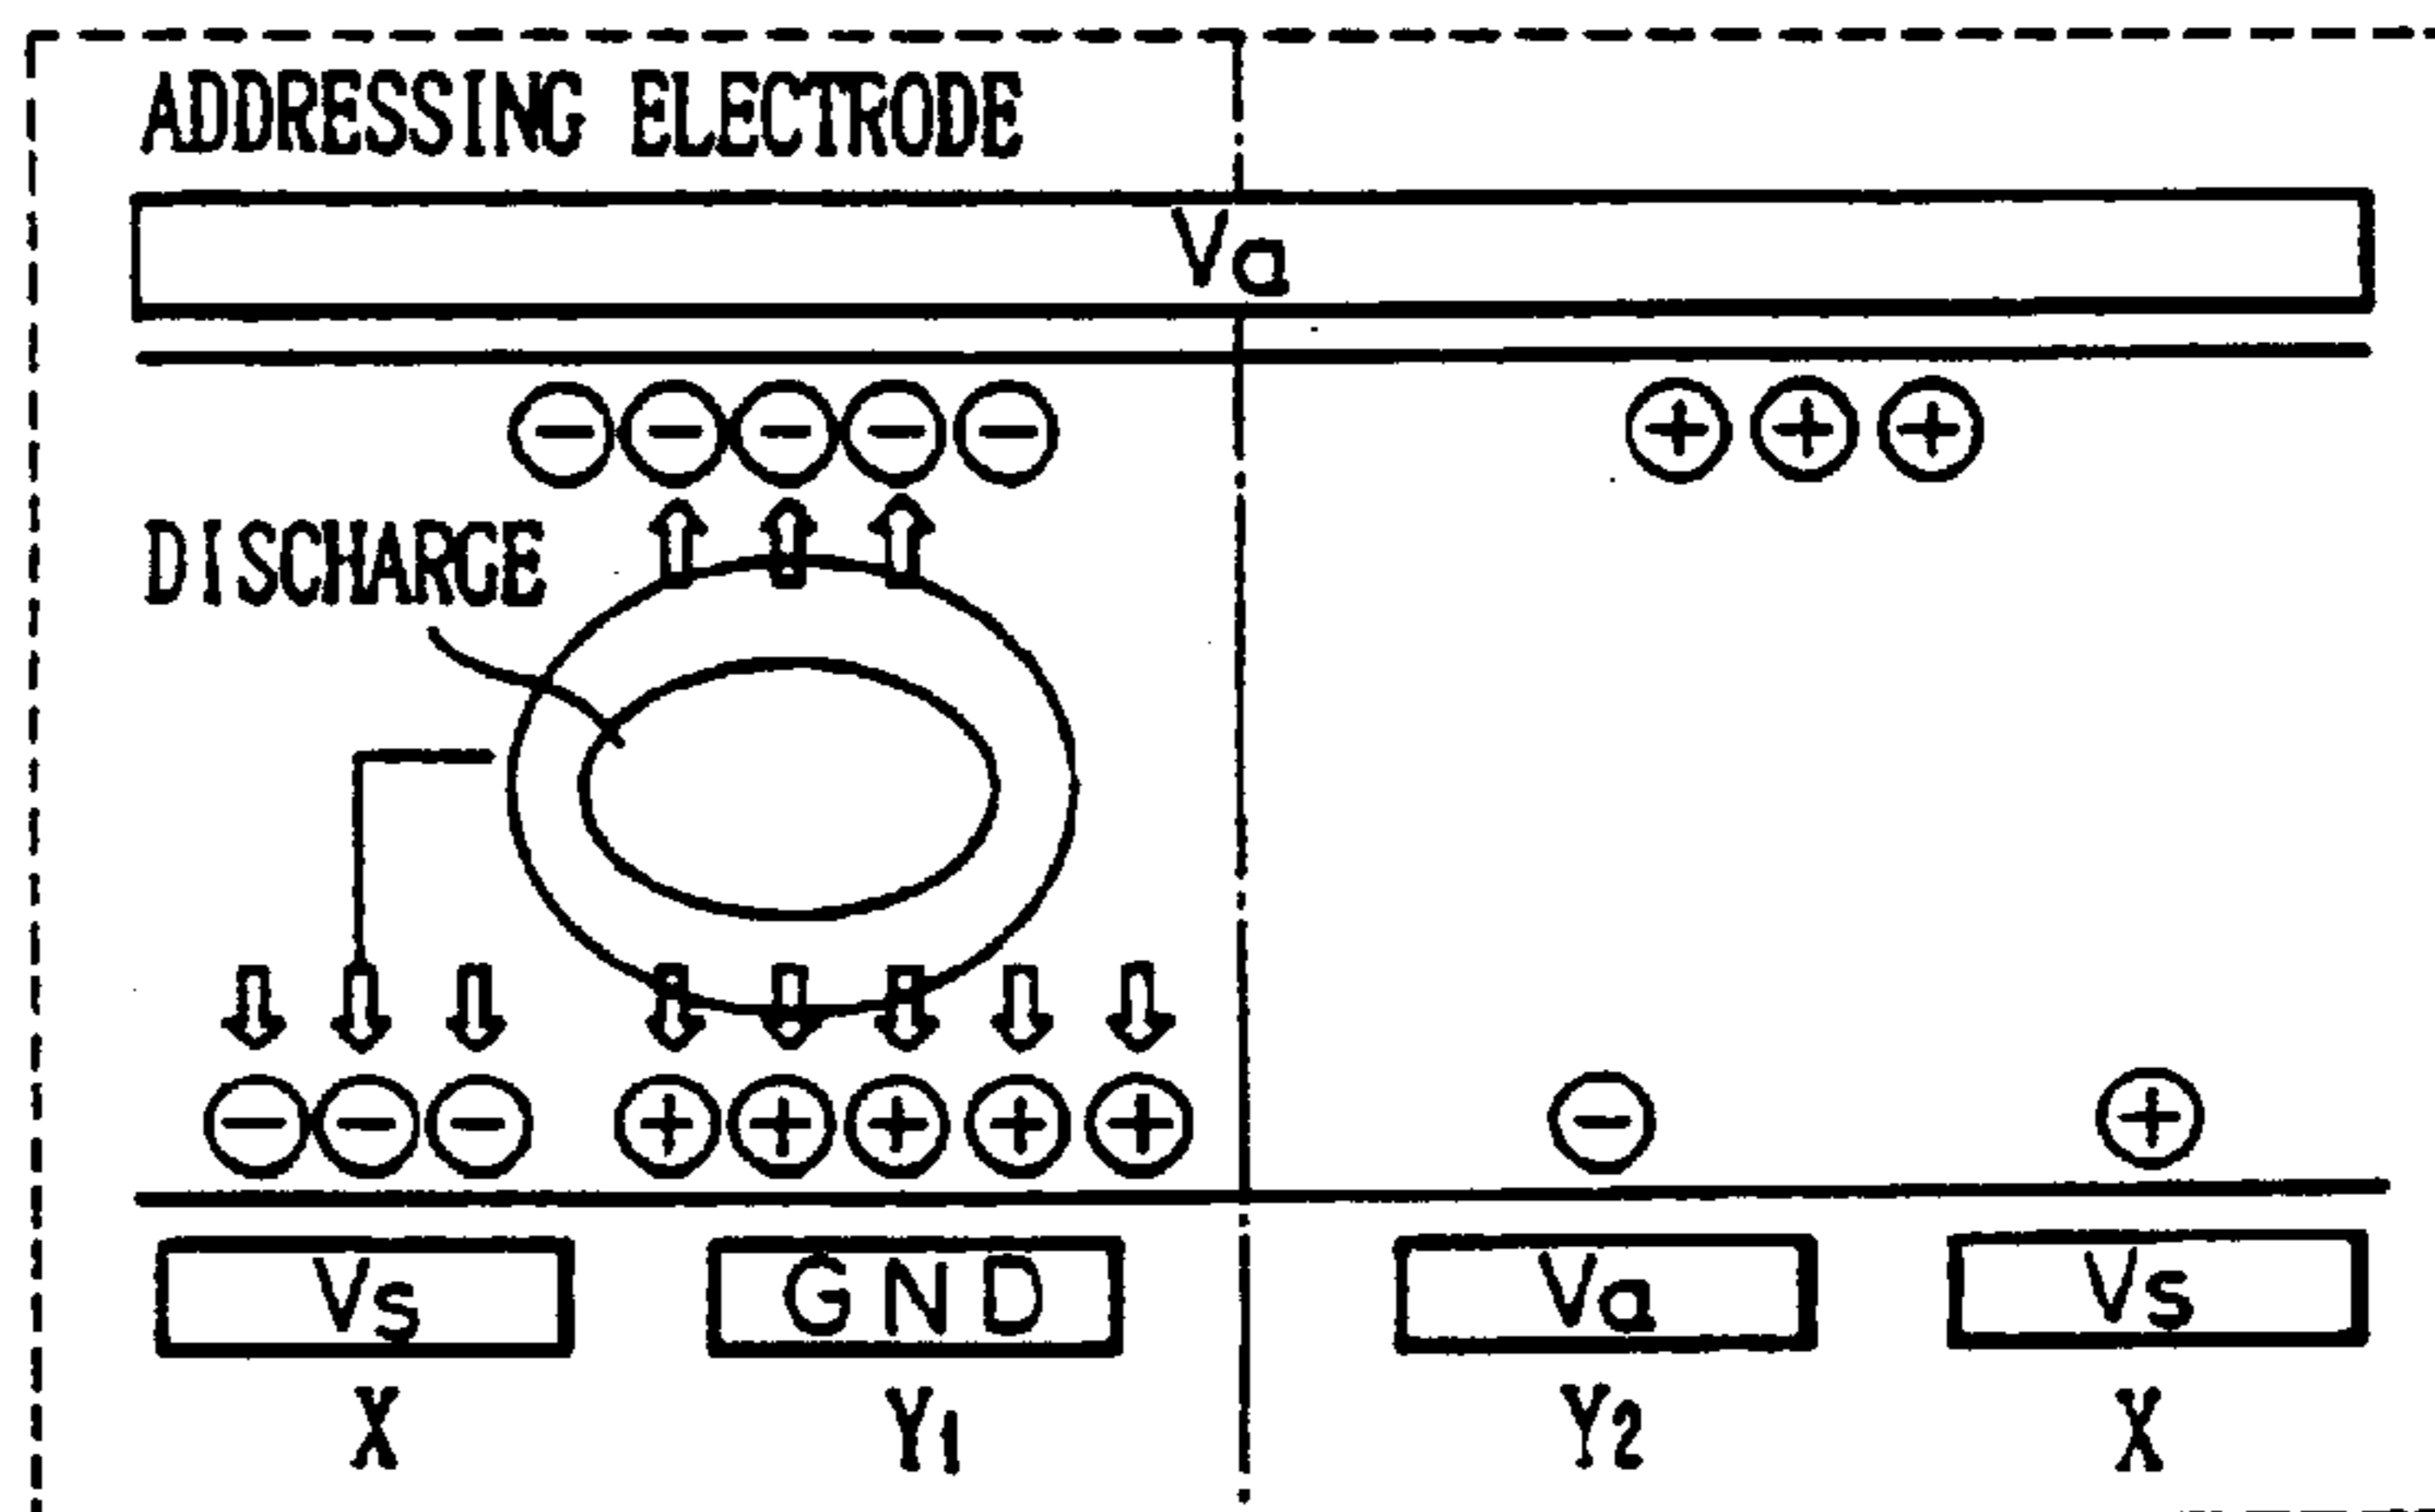 ADDRESSING ELECTRODE
Va
DISCHARGE
Vs GND Va Vs
X Y1 Y2 X